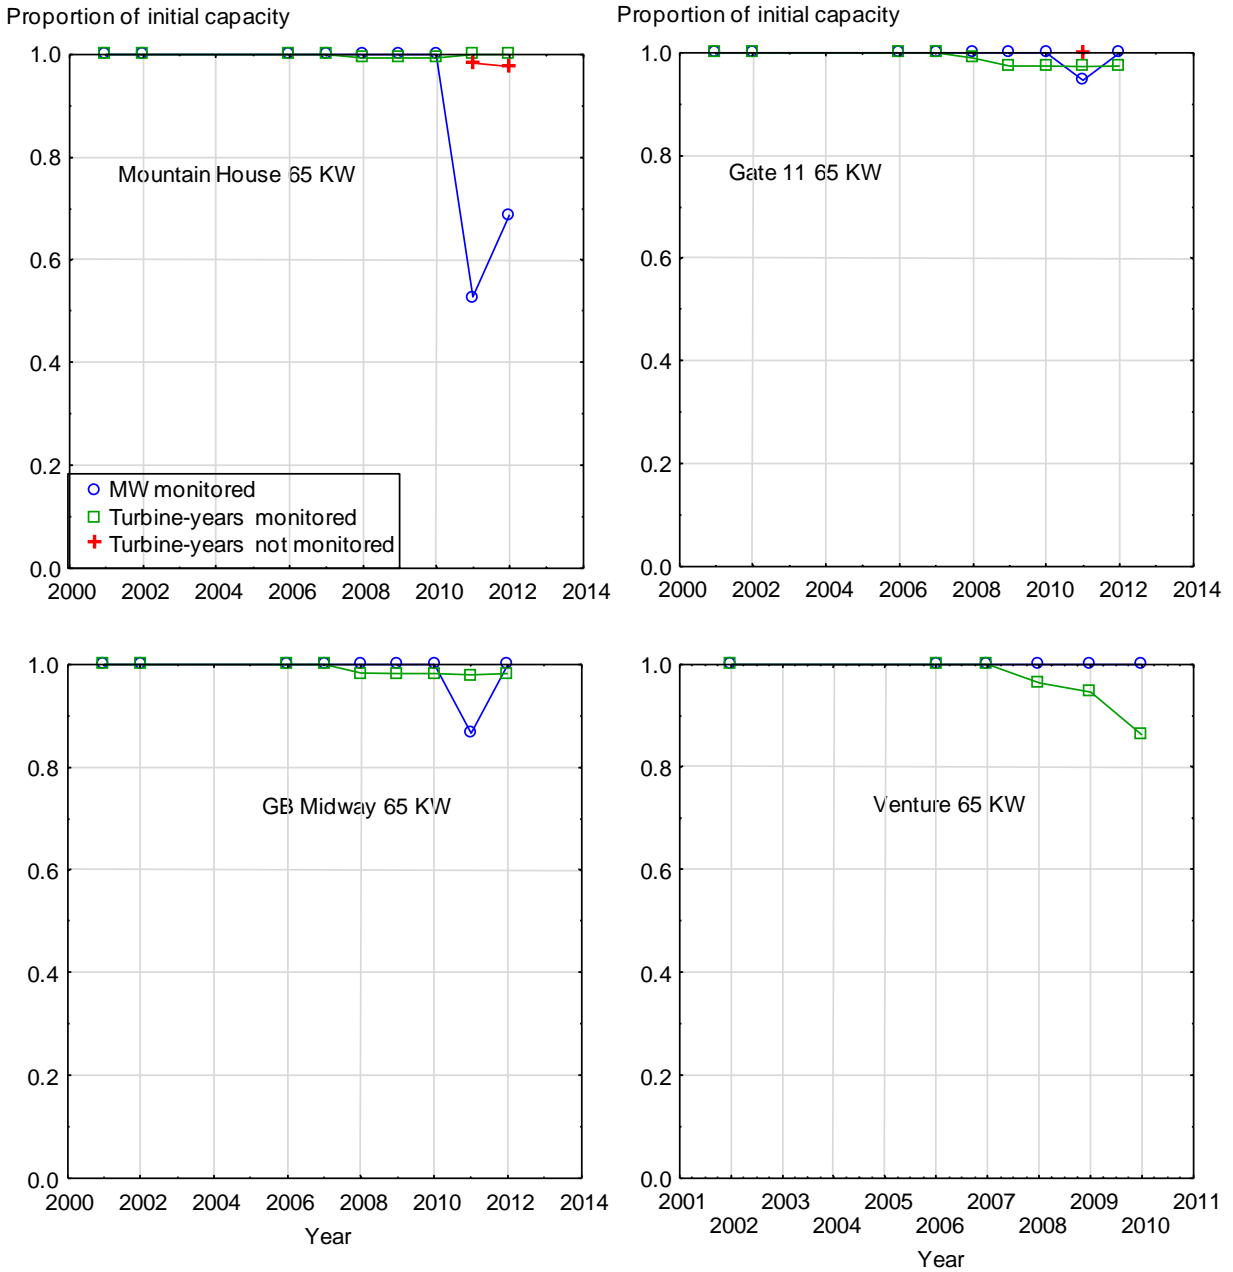 Proportion of initial capacity
1.0
0.8
0.6
0.4
0.2
0.0
Mountain House 65 KW
MW monitored
Turbine-years monitored
Turbine-years not monitored
2000 2002 2004 2006 2008 2010 2012 2014
Proportion of initial capacity
1.0
0.8
0.6
0.4
0.2
0.0
Gate 11 65 KW
2000 2002 2004 2006 2008 2010 2012 2014
1.0
0.8
0.6
0.4
0.2
0.0
GB Midway 65 KW
2000 2002 2004 2006 2008 2010 2012 2014
Year
1.0
0.8
0.6
0.4
0.2
0.0
Venture 65 KW
2001 2003 2005 2007 2009 2011
2002 2004 2006 2008 2010
Year